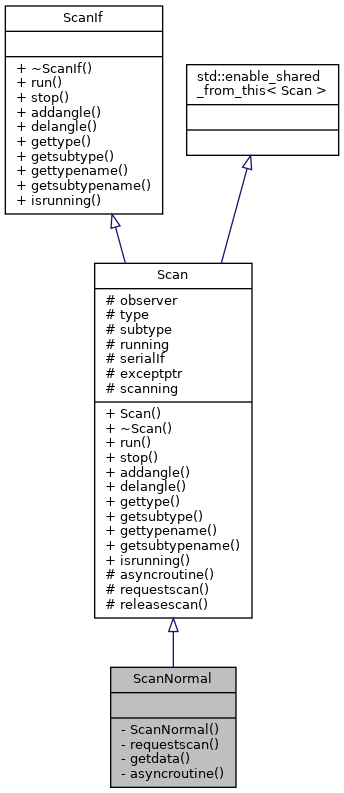 ScanIf
+ ~ScanIf()
+ run()
+ stop()
+ addangle()
+ delangle()
+ gettype()
+ getsubtype()
+ gettypename()
+ getsubtypename()
+ isrunning()
std::enable_shared
_from_this< Scan >
Scan
# observer
# type
# subtype
# running
# serialIf
# exceptptr
# scanning
+ Scan()
+ ~Scan()
+ run()
+ stop()
+ addangle()
+ delangle()
+ gettype()
+ getsubtype()
+ gettypename()
+ getsubtypename()
+ isrunning()
# asyncroutine()
# requestscan()
# releasescan()
ScanNormal
- ScanNormal()
- requestscan()
- getdata()
- asyncroutine()